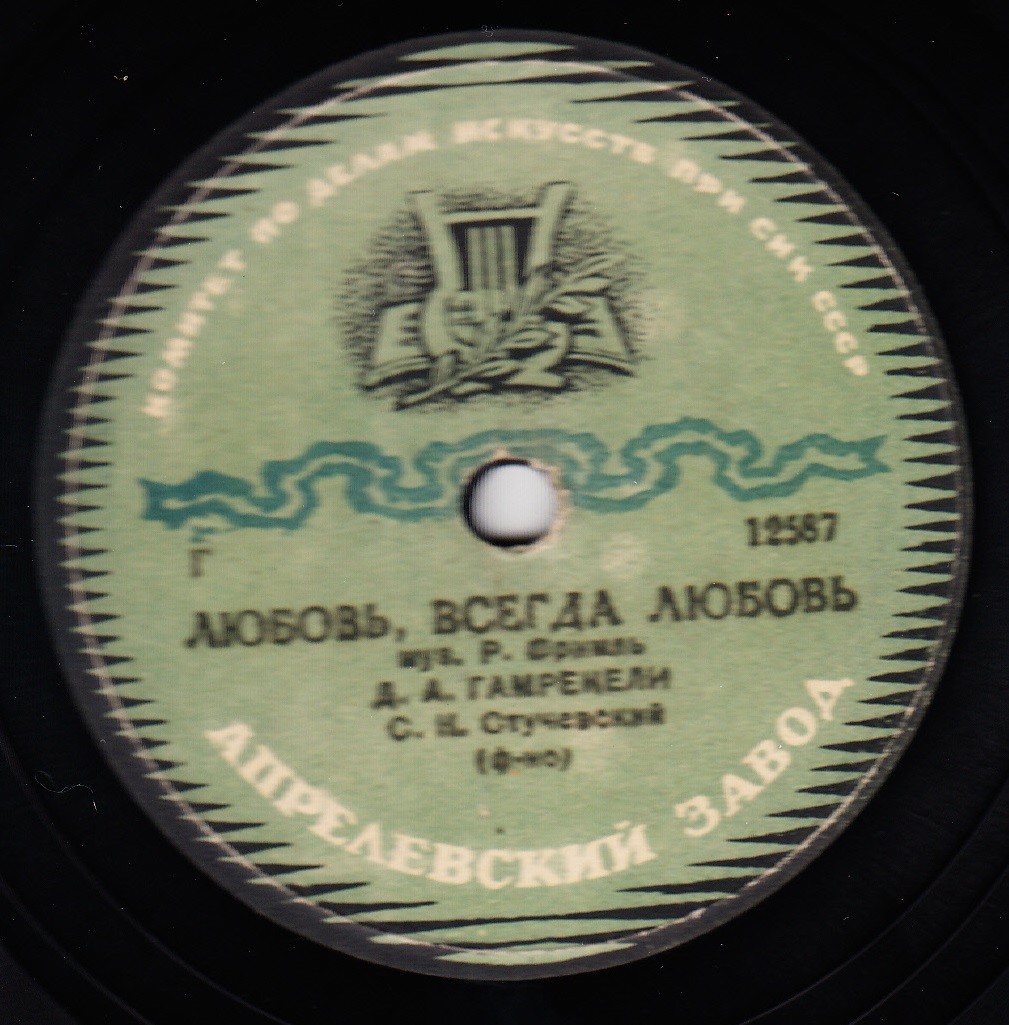 КОМИТЕТ ПО ДЕЛАМ ИСКУССТВ ПРИ СНК СССР
Г 12587
ЛЮБОВЬ, ВСЕГДА ЛЮБОВЬ
муз. Р. Фримль
Д. А. ГАМРЕКЕЛИ
С. К. Стучевский
(ф-но)
АПРЕЛЕВСКИЙ ЗАВОД